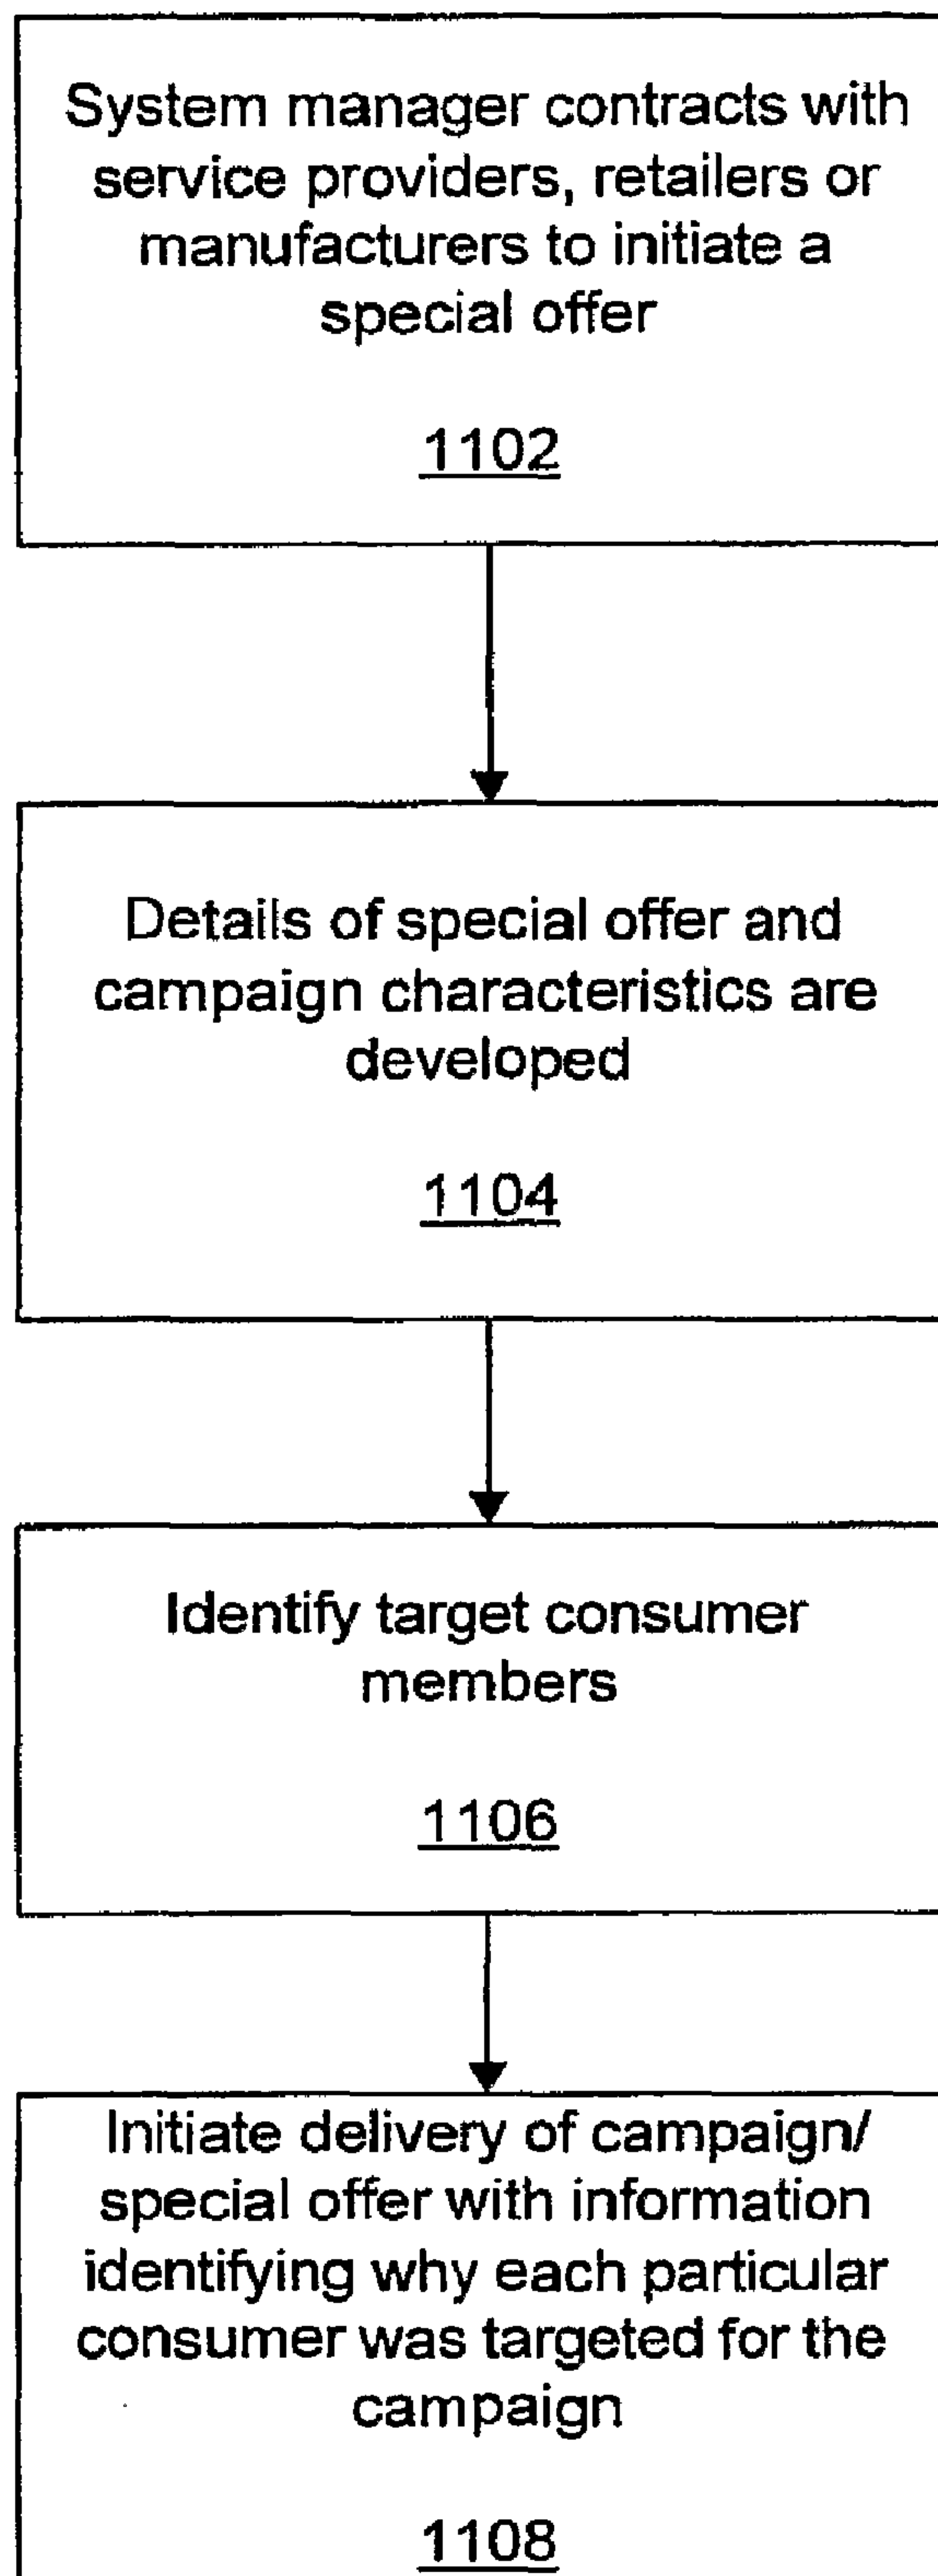 System manager contracts with
service providers, retailers or
manufacturers to initiate a
special offer
1102
Details of special offer and
campaign characteristics are
developed
1104
Identify target consumer
members
1106
Initiate delivery of campaign/
special offer with information
identifying why each particular
consumer was targeted for the
campaign
1108